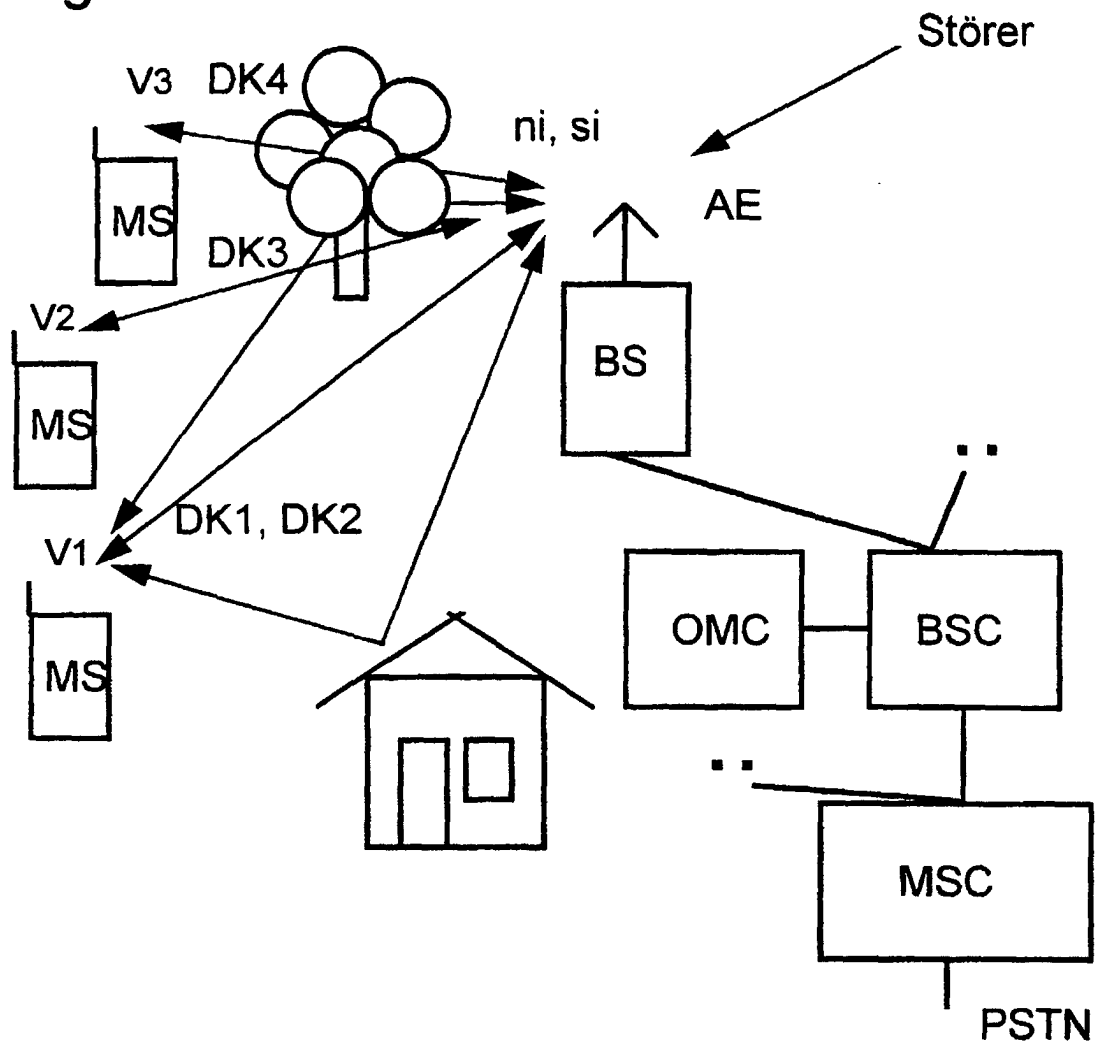 g
Störer
V3 DK4
ni, si
MS
AE
DK3
V2
BS
MS
DK1, DK2
V1
OMC
BSC
MS
MSC
PSTN